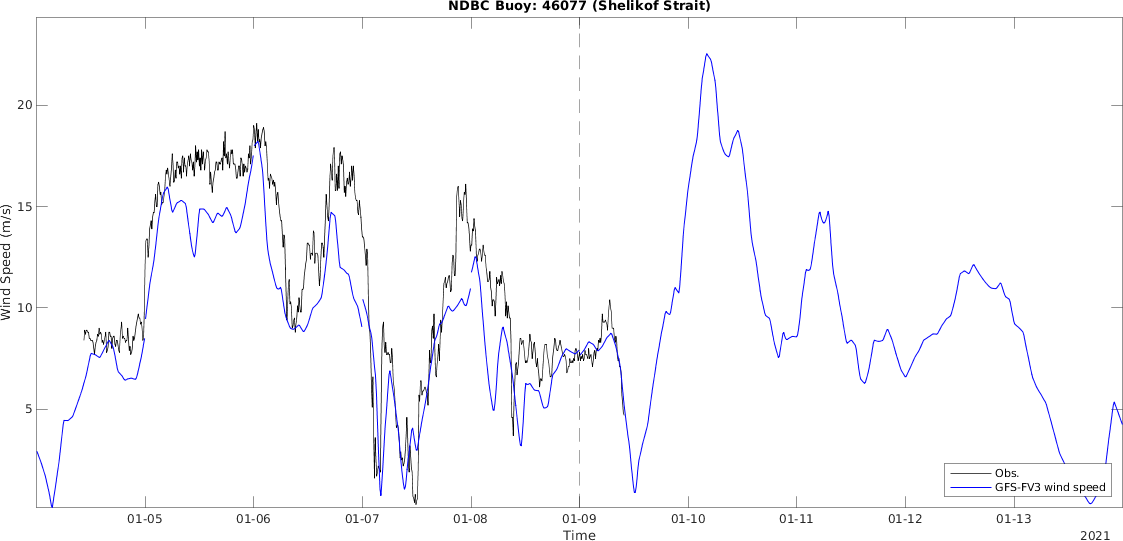 NDBC Buoy: 46077 (Shelikof Strait)
Wind Speed (m/s)
20
15
10
5
Obs.
GFS-FV3 wind speed
01-05 01-06 01-07 01-08 01-09 01-10 01-11 01-12 01-13
Time
2021